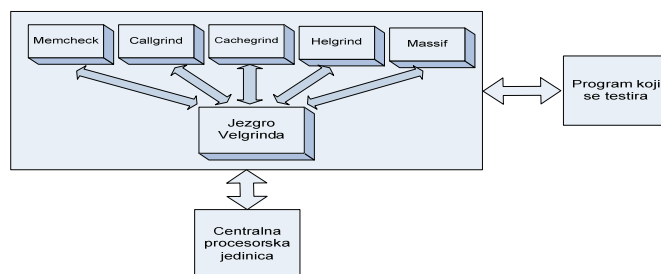 Memcheck
Callgrind
Cachegrind
Helgrind
Massif
Jezgro
Velgrinda
Program koji
se testira
Centralna
procesorska
jedinica